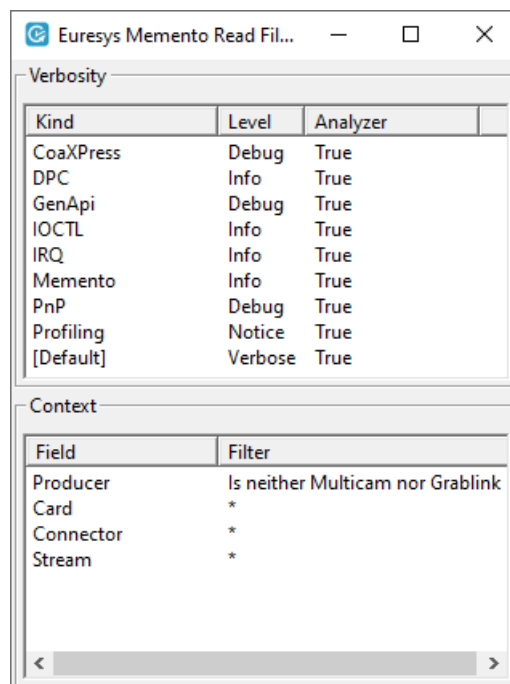 Euresys Memento Read Fil...
Verbosity
Kind Level Analyzer
CoaXPress Debug True
DPC Info True
GenApi Debug True
IOCTL Info True
IRQ Info True
Memento Info True
PnP Debug True
Profiling Notice True
[Default] Verbose True
Context
Field Filter
Producer Is neither Multicam nor Grablink
Card *
Connector *
Stream *